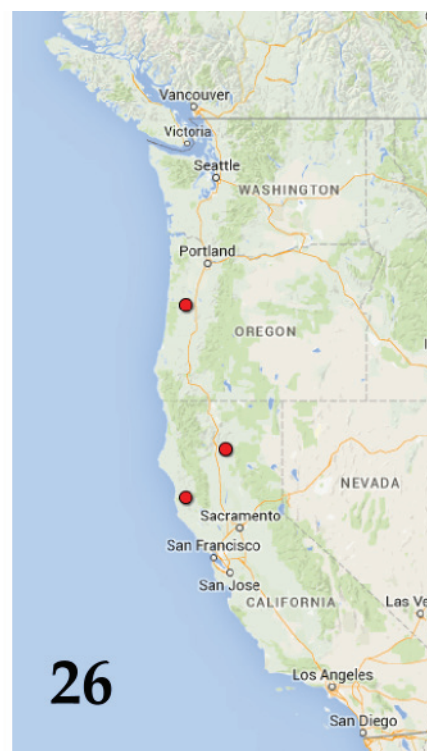 Vancouver
Victoria
Seattle
WASHINGTON
Portland
OREGON
NEVADA
Sacramento
San Francisco
San Jose
CALIFORNIA
Las Ve
Los Angeles
26
San Diego